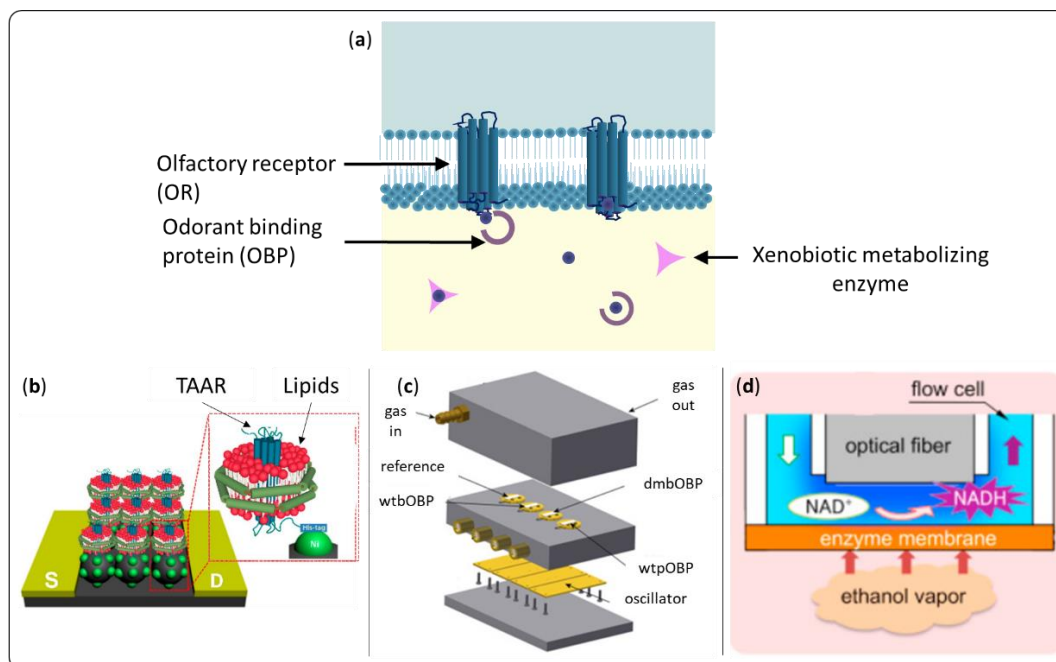 (a)
Olfactory receptor
(OR)
Odorant binding
protein (OBP)
Xenobiotic metabolizing
enzyme
(b)
TAAR
Lipids
His-tag
Ni
S
D
(c)
gas
in
gas
out
reference
wtbOBP
dmbOBP
wtpOBP
oscillator
(d)
flow cell
optical fiber
NAD+
NADH
enzyme membrane
ethanol vapor